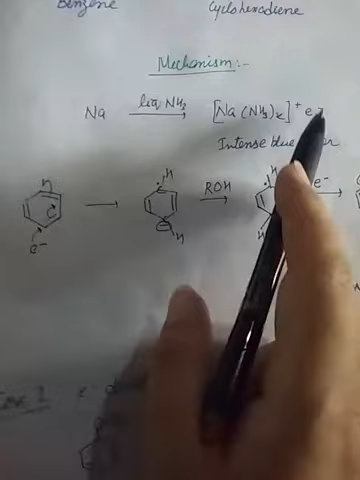 Benzene Cyclohexadiene
Mechanism:-
Na liq NH₃ [Na (NH₃)ₓ]⁺ e⁻
Intense blue
H H ROH H e⁻
e⁻ H H